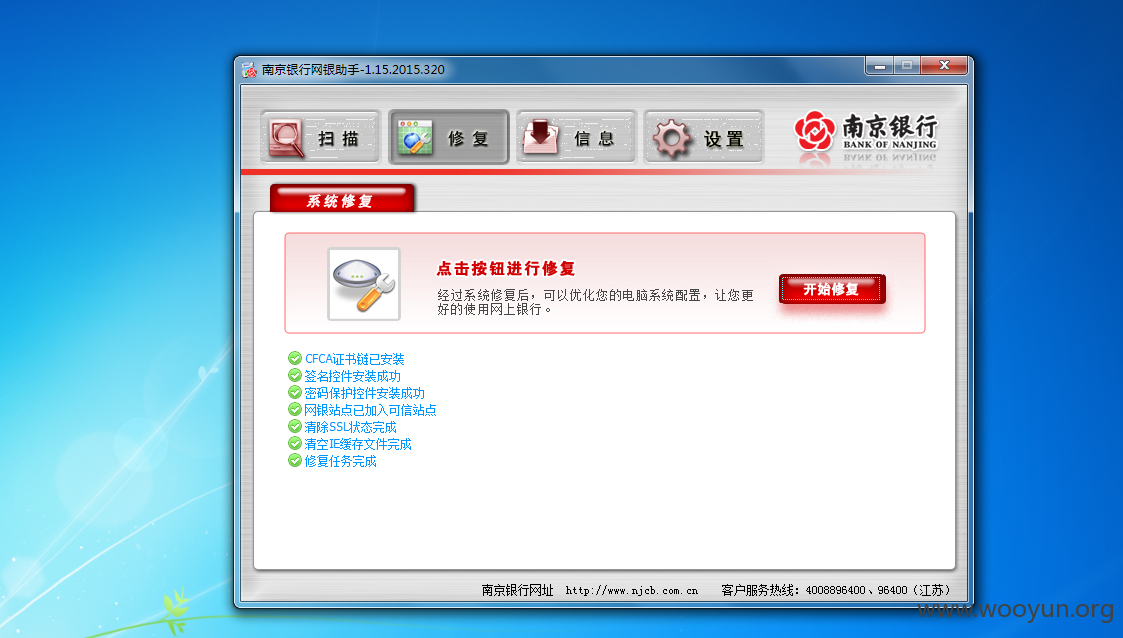 南京银行网银助手-1.15.2015.320
扫描
修复
信息
设置
南京银行
BANK OF NANJING
系统修复
点击按钮进行修复
经过系统修复后，可以优化您的电脑系统配置，让您更
好的使用网上银行。
开始修复
CFCA证书链已安装
签名控件安装成功
密码保护控件安装成功
网银站点已加入可信站点
清除SSL状态完成
清空IE缓存文件完成
修复任务完成
南京银行网址 http://www.njcb.com.cn 客户服务热线：4008896400、96400（江苏）
www.wooyun.org